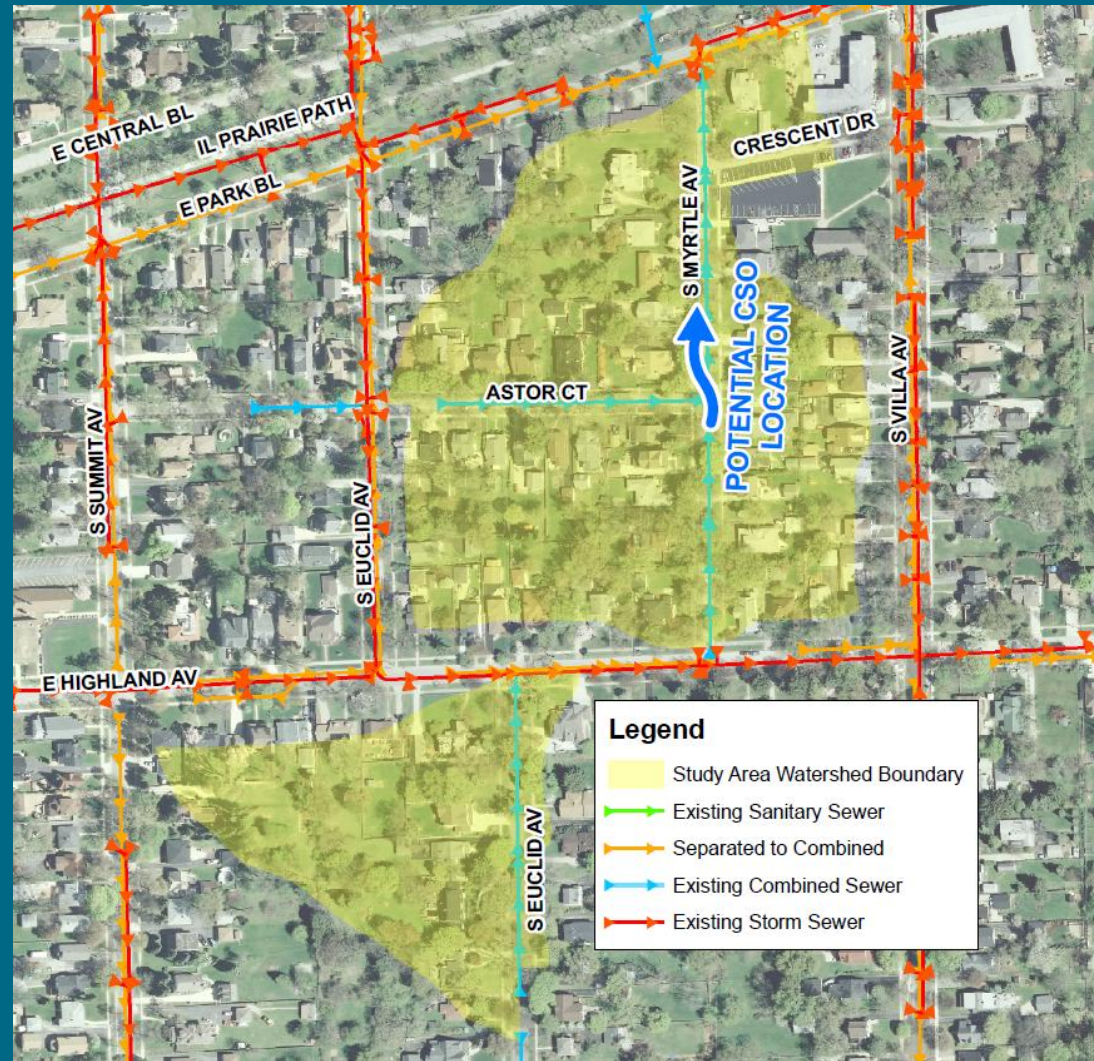 E CENTRAL BL
IL PRAIRIE PATH
E PARK BL
CRESCENT DR
S MYRTLE AV
POTENTIAL CSO
LOCATION
ASTOR CT
S SUMMIT AV
S EUCLID AV
S VILLA AV
E HIGHLAND AV
S EUCLID AV
Legend
Study Area Watershed Boundary
Existing Sanitary Sewer
Separated to Combined
Existing Combined Sewer
Existing Storm Sewer